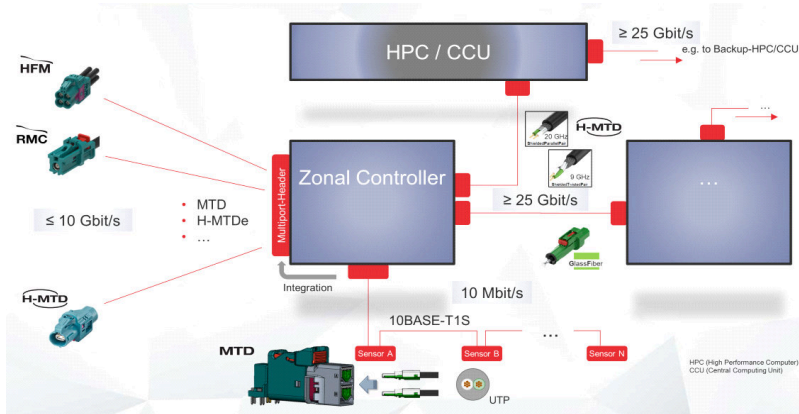 HPC / CCU
≥ 25 Gbit/s
e.g. to Backup-HPC/CCU
HFM
RMC
≤ 10 Gbit/s
H-MTD
• MTD
• H-MTDe
• ...
Multiport-Header
Zonal Controller
Integration
20 GHz
ShieldedParallelPair
H-MTD
9 GHz
ShieldedTwistedPair
≥ 25 Gbit/s
GlassFiber
...
...
10 Mbit/s
10BASE-T1S
...
Sensor A
Sensor B
Sensor N
MTD
UTP
HPC (High Performance Computer)
CCU (Central Computing Unit)